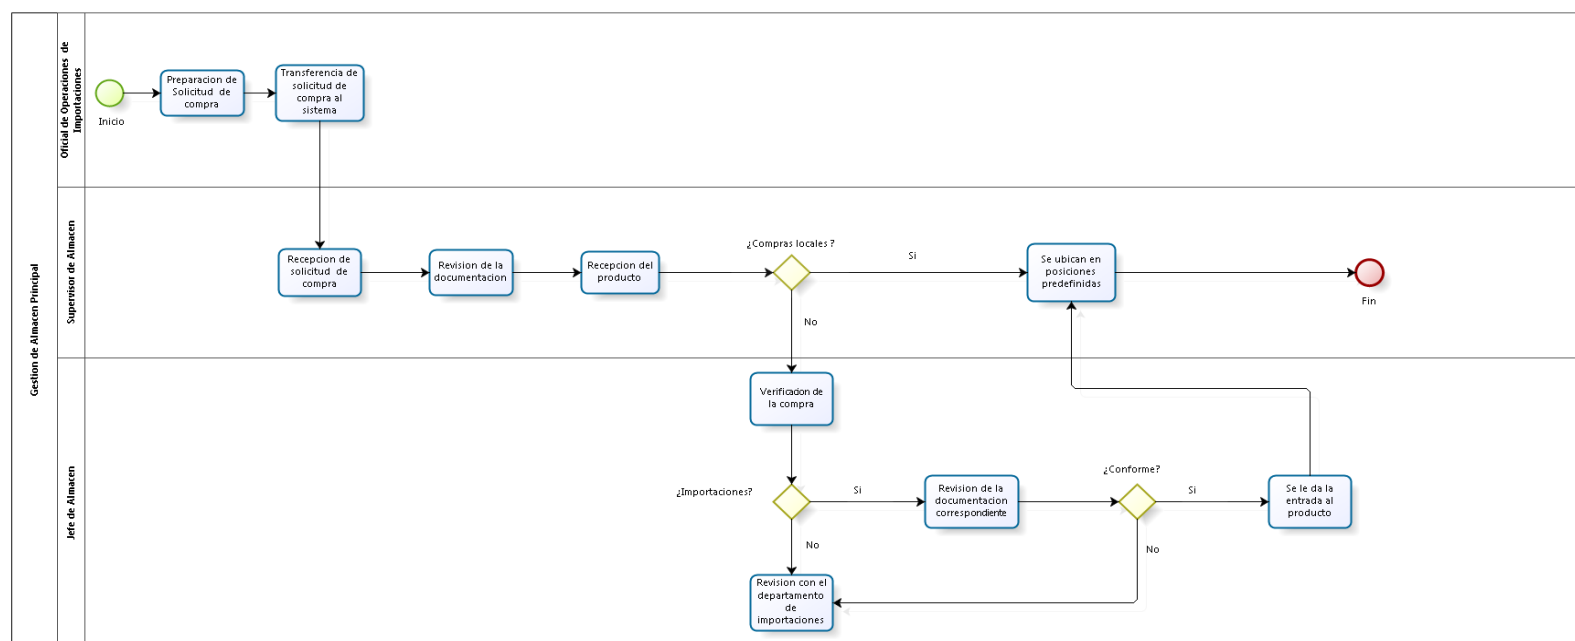 Gestion de Almacen Principal
Oficial de Operaciones de
Importaciones
Inicio
Preparacion de
Solicitud de
compra
Transferencia de
solicitud de
compra al
sistema
Supervisor de Almacen
Recepcion de
solicitud de
compra
Revision de la
documentacion
Recepcion del
producto
¿Compras locales ?
Si
No
Se ubican en
posiciones
predefinidas
Fin
Jefe de Almacen
Verificadon de
la compra
¿Importaciones?
Si
No
Revision de la
documentacion
correspondiente
¿Conforme?
Si
No
Se le da la
entrada al
producto
Revision con el
departamento
de
importaciones